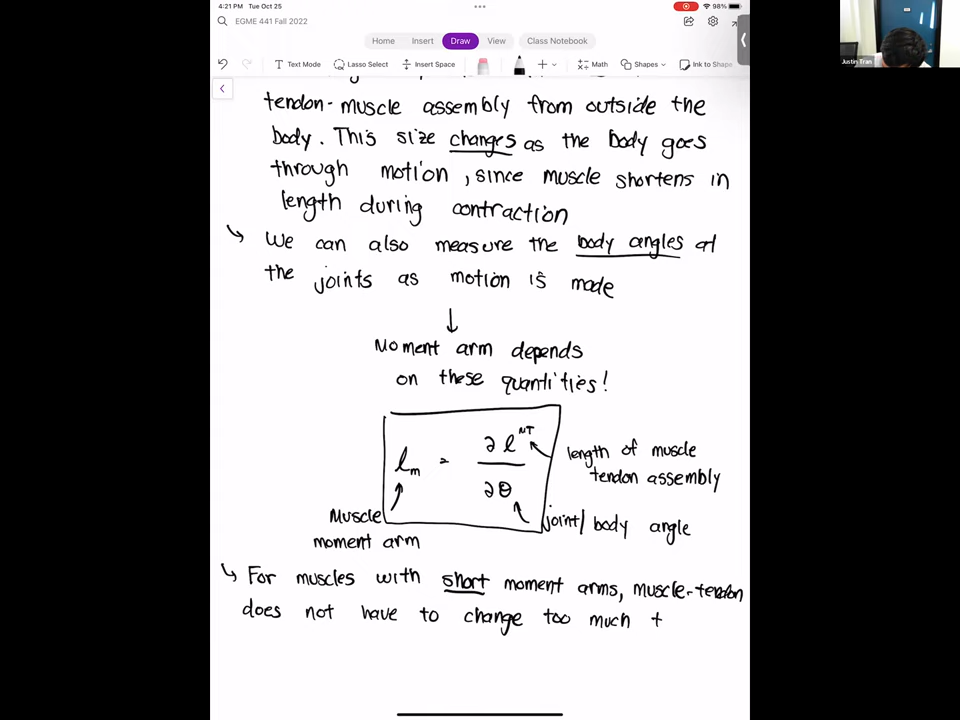 4:21 PM Tue Oct 25
98%
EGME 441 Fall 2022
Home Insert Draw View Class Notebook
Text Mode Lasso Select Insert Space Math Shapes Ink to Shape
tendon-muscle assembly from outside the
body. This size changes as the body goes
through motion, since muscle shortens in
length during contraction
↳ We can also measure the body angles at
the joints as motion is made
↓
Moment arm depends
on these quantities!
lm = ∂l^MT / ∂θ
length of muscle
tendon assembly
Muscle
moment arm
joint/body angle
↳ For muscles with short moment arms, muscle-tendon
does not have to change too much t
Justin Tran